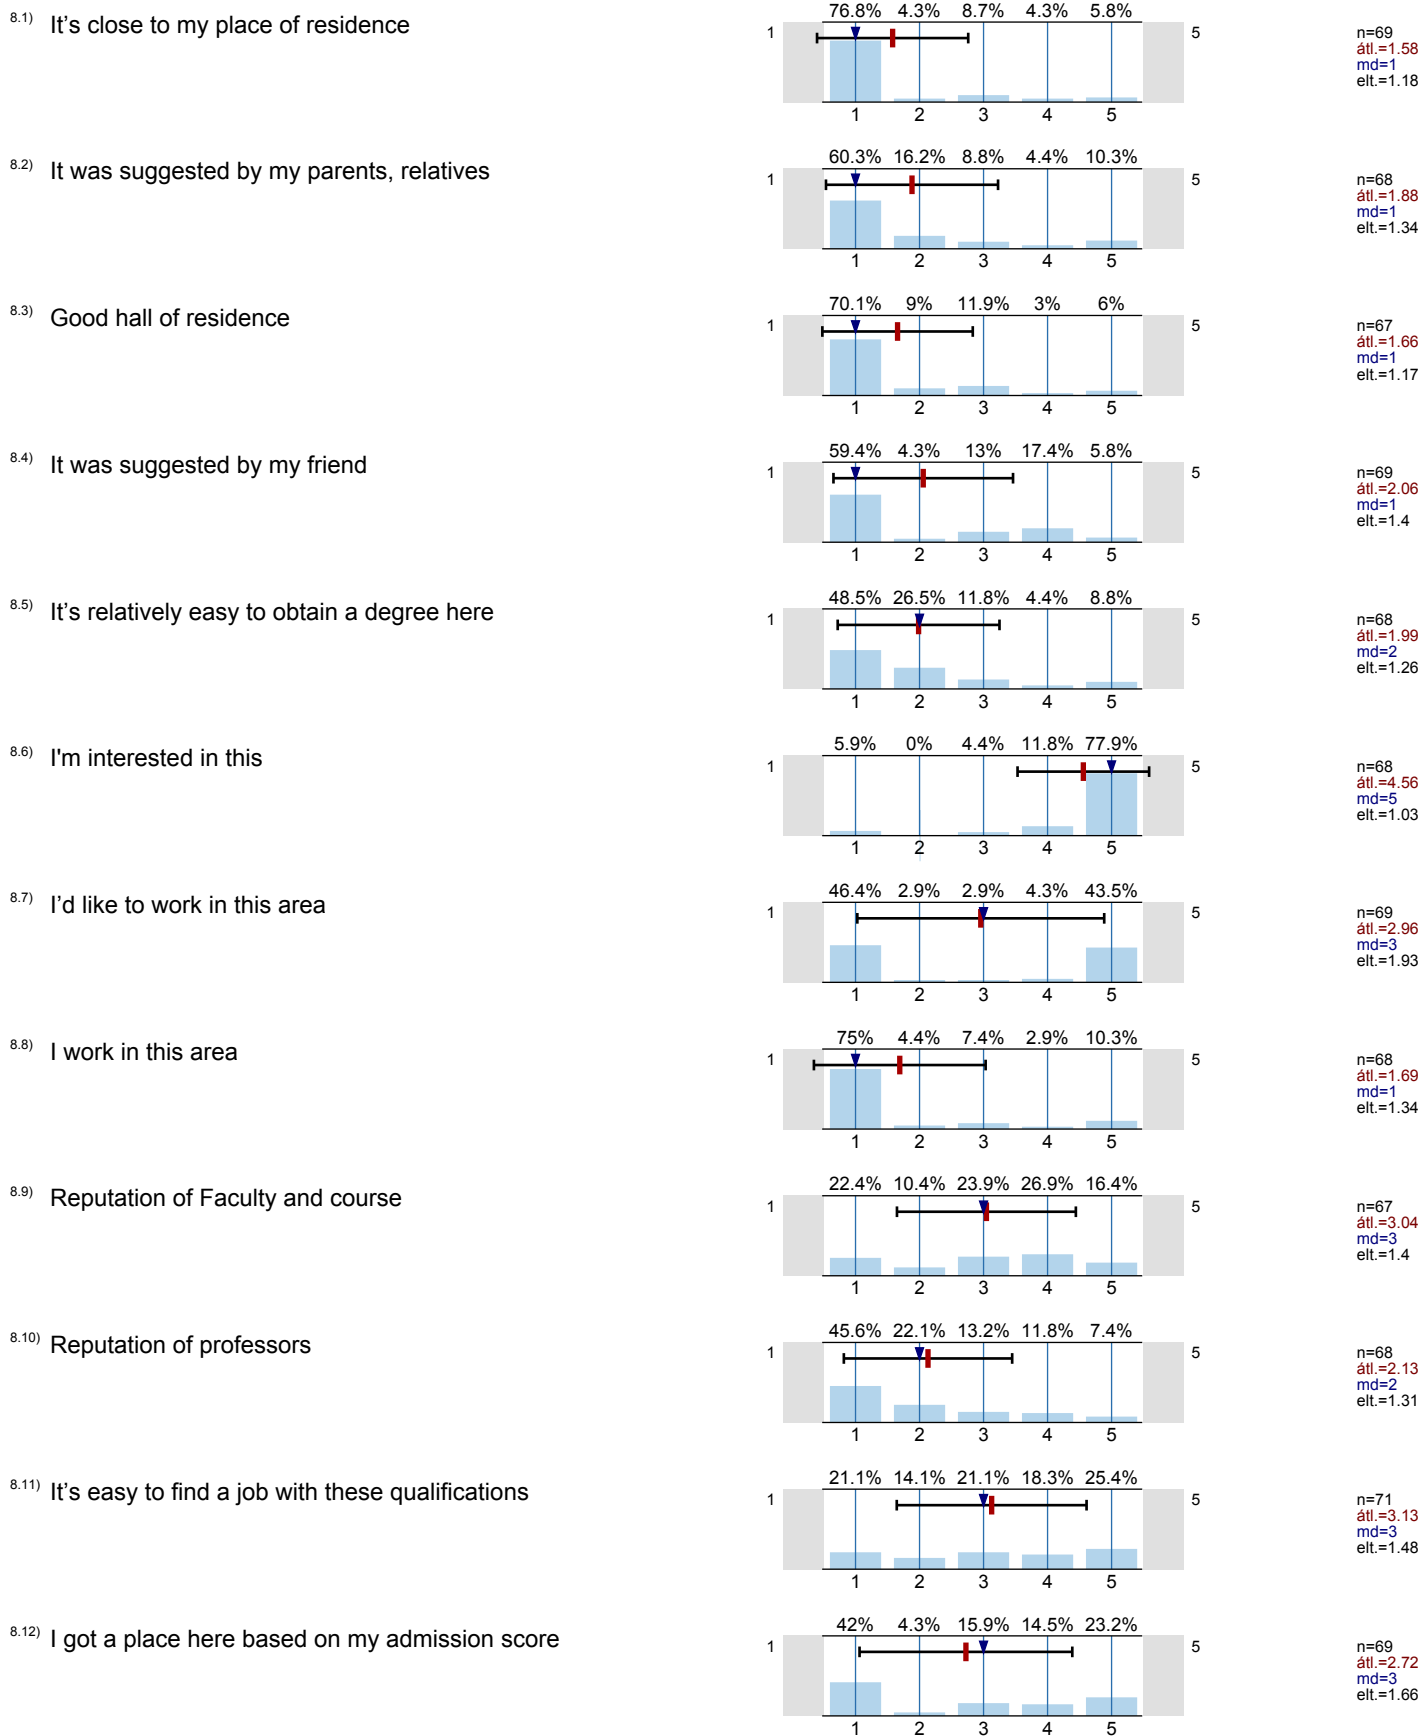 8.1) It's close to my place of residence
76.8% 4.3% 8.7% 4.3% 5.8%
1 5
1 2 3 4 5
n=69
átl.=1.58
md=1
elt.=1.18
8.2) It was suggested by my parents, relatives
60.3% 16.2% 8.8% 4.4% 10.3%
1 5
1 2 3 4 5
n=68
átl.=1.88
md=1
elt.=1.34
8.3) Good hall of residence
70.1% 9% 11.9% 3% 6%
1 5
1 2 3 4 5
n=67
átl.=1.66
md=1
elt.=1.17
8.4) It was suggested by my friend
59.4% 4.3% 13% 17.4% 5.8%
1 5
1 2 3 4 5
n=69
átl.=2.06
md=1
elt.=1.4
8.5) It's relatively easy to obtain a degree here
48.5% 26.5% 11.8% 4.4% 8.8%
1 5
1 2 3 4 5
n=68
átl.=1.99
md=2
elt.=1.26
8.6) I'm interested in this
5.9% 0% 4.4% 11.8% 77.9%
1 5
1 2 3 4 5
n=68
átl.=4.56
md=5
elt.=1.03
8.7) I'd like to work in this area
46.4% 2.9% 2.9% 4.3% 43.5%
1 5
1 2 3 4 5
n=69
átl.=2.96
md=3
elt.=1.93
8.8) I work in this area
75% 4.4% 7.4% 2.9% 10.3%
1 5
1 2 3 4 5
n=68
átl.=1.69
md=1
elt.=1.34
8.9) Reputation of Faculty and course
22.4% 10.4% 23.9% 26.9% 16.4%
1 5
1 2 3 4 5
n=67
átl.=3.04
md=3
elt.=1.4
8.10) Reputation of professors
45.6% 22.1% 13.2% 11.8% 7.4%
1 5
1 2 3 4 5
n=68
átl.=2.13
md=2
elt.=1.31
8.11) It's easy to find a job with these qualifications
21.1% 14.1% 21.1% 18.3% 25.4%
1 5
1 2 3 4 5
n=71
átl.=3.13
md=3
elt.=1.48
8.12) I got a place here based on my admission score
42% 4.3% 15.9% 14.5% 23.2%
1 5
1 2 3 4 5
n=69
átl.=2.72
md=3
elt.=1.66